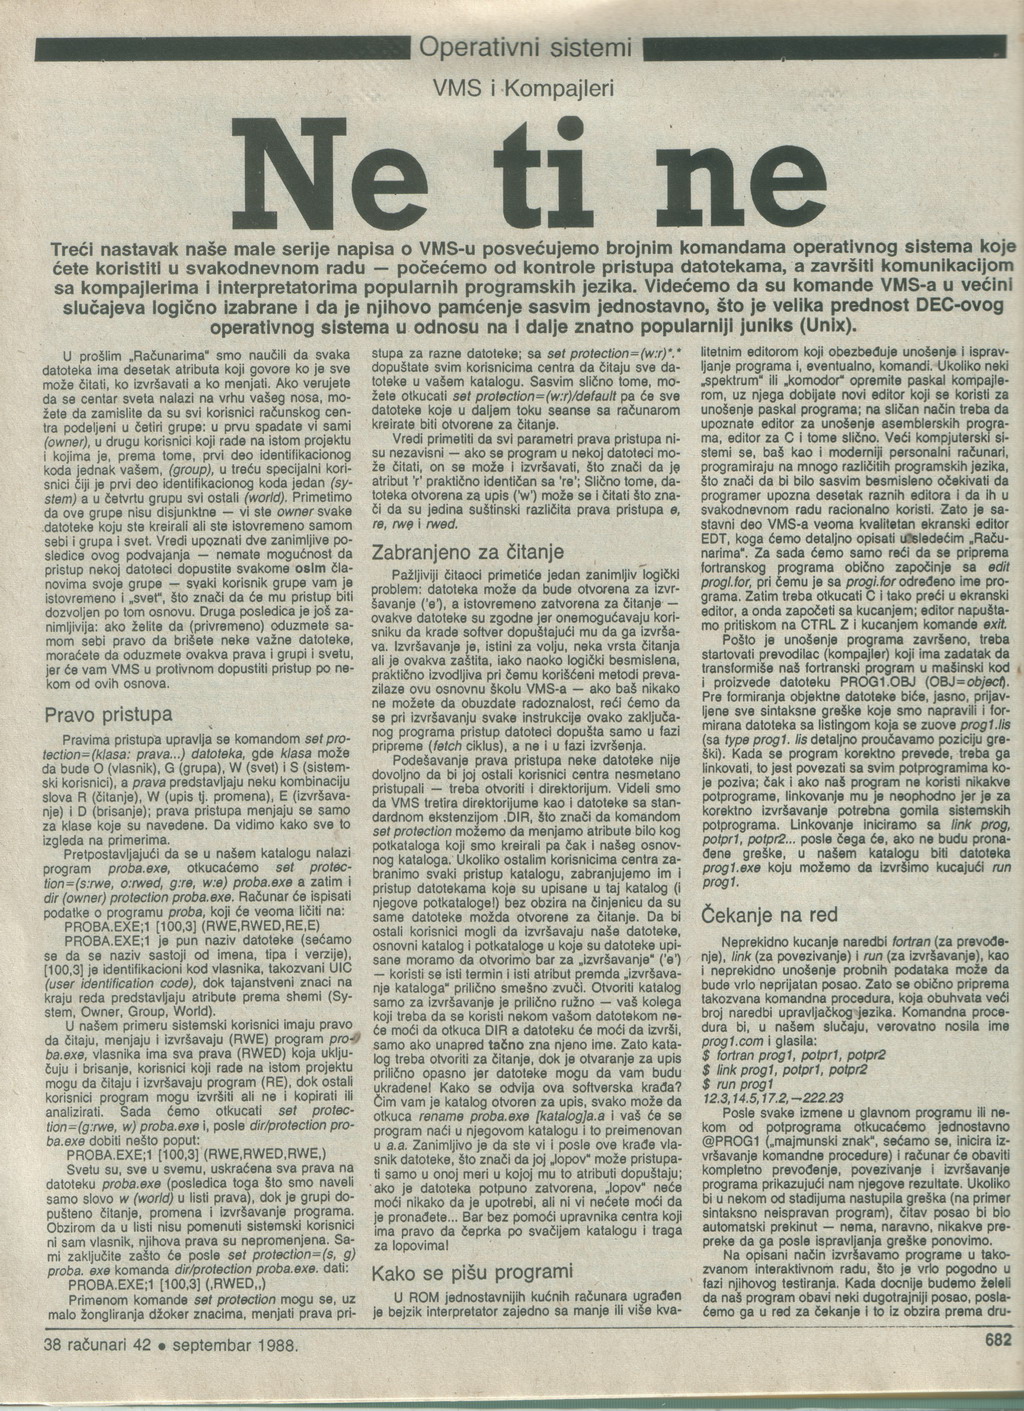 Operativni sistemi
VMS i Kompajleri
Ne ti ne
Treći nastavak naše male serije napisa o VMS-u posvećujemo brojnim komandama operativnog sistema koje
ćete koristiti u svakodnevnom radu — počećemo od kontrole pristupa datotekama, a završiti komunikacijom
sa kompajlerima i interpretatorima popularnih programskih jezika. Videćemo da su komande VMS-a u većini
slučajeva logično izabrane i da je njihovo pamćenje sasvim jednostavno, što je velika prednost DEC-ovog
operativnog sistema u odnosu na i dalje znatno popularniji juniks (Unix).
U prošlim „Računarima" smo naučili da svaka
datoteka ima desetak atributa koji govore ko je sve
može čitati, ko izvršavati a ko menjati. Ako verujete
da se centar sveta nalazi na vrhu vašeg nosa, mo-
žete da zamislite da su svi korisnici računskog cen-
tra podeljeni u četiri grupe: u prvu spadate vi sami
(owner), u drugu korisnici koji rade na istom projektu
i kojima je, prema tome, prvi deo identifikacionog
koda jednak vašem, (group), u treću specijalni kori-
snici čiji je prvi deo identifikacionog koda jedan (sy-
stem) a u četvrtu grupu svi ostali (world). Primetimo
da ove grupe nisu disjunktne — vi ste owner svake
datoteke koju ste kreirali ali ste istovremeno samom
sebi i grupa i svet. Vredi upoznati dve zanimljive po-
sledice ovog podvajanja — nemate mogućnost da
pristup nekoj datoteci dopustite svakome osim čla-
novima svoje grupe — svaki korisnik grupe vam je
istovremeno i „svet", što znači da će mu pristup biti
dozvoljen po tom osnovu. Druga posledica je još za-
nimljivija: ako želite da (privremeno) oduzmete sa-
mom sebi pravo da brišete neke važne datoteke,
moraćete da oduzmete ovakva prava i grupi i svetu,
jer će vam VMS u protivnom dopustiti pristup po ne-
kom od ovih osnova.
Pravo pristupa
Pravima pristupa upravlja se komandom set pro-
tection=(klasa: prava...) datoteka, gde klasa može
da bude O (vlasnik), G (grupa), W (svet) i S (sistem-
ski korisnici), a prava predstavljaju neku kombinaciju
slova R (čitanje), W (upis tj. promena), E (izvršava-
nje) i D (brisanje); prava pristupa menjaju se samo
za klase koje su navedene. Da vidimo kako sve to
izgleda na primerima.
Pretpostavljajući da se u našem katalogu nalazi
program proba.exe, otkucaćemo set protec-
tion=(s:rwe, o:rwed, g:re, w:e) proba.exe a zatim i
dir (owner) protection proba.exe. Računar će ispisati
podatke o programu proba, koji će veoma ličiti na:
PROBA.EXE;1 [100,3] (RWE,RWED,RE,E)
PROBA.EXE;1 je pun naziv datoteke (sećamo
se da se naziv sastoji od imena, tipa i verzije),
[100,3] je identifikacioni kod vlasnika, takozvani UIC
(user identification code), dok tajanstveni znaci na
kraju reda predstavljaju atribute prema shemi (Sy-
stem, Owner, Group, World).
U našem primeru sistemski korisnici imaju pravo
da čitaju, menjaju i izvršavaju (RWE) program pro-
ba.exe, vlasnika ima sva prava (RWED) koja uklju-
čuju i brisanje, korisnici koji rade na istom projektu
mogu da čitaju i izvršavaju program (RE), dok ostali
korisnici program mogu izvršiti ali ne i kopirati ili
analizirati. Sada ćemo otkucati set protec-
tion=(g:rwe, w) proba.exe i, posle dir/protection pro-
ba.exe dobiti nešto poput:
PROBA.EXE;1 [100,3] (RWE,RWED,RWE,)
Svetu su, sve u svemu, uskraćena sva prava na
datoteku proba.exe (posledica toga što smo naveli
samo slovo w (world) u listi prava), dok je grupi do-
pušteno čitanje, promena i izvršavanje programa.
Obzirom da u listi nisu pomenuti sistemski korisnici
ni sam vlasnik, njihova prava su nepromenjena. Sa-
mi zaključite zašto će posle set protection=(s, g)
proba. exe komanda dir/protection proba.exe. dati:
PROBA.EXE;1 [100,3] (,RWED,,)
Primenom komande set protection mogu se, uz
malo žongliranja džoker znacima, menjati prava pri-
stupa za razne datoteke; sa set protection=(w:r)*.*
dopuštate svim korisnicima centra da čitaju sve da-
toteke u vašem katalogu. Sasvim slično tome, mo-
žete otkucati set protection=(w:r)/default pa će sve
datoteke koje u daljem toku seanse sa računarom
kreirate biti otvorene za čitanje.
Vredi primetiti da svi parametri prava pristupa ni-
su nezavisni — ako se program u nekoj datoteci mo-
že čitati, on se može i izvršavati, što znači da je
atribut 'r' praktično identičan sa 're'; Slično tome, da-
toteka otvorena za upis ('w') može se i čitati što zna-
či da su jedina suštinski različita prava pristupa e,
re, rwe i rwed.
Zabranjeno za čitanje
Pažljiviji čitaoci primetiće jedan zanimljiv logički
problem: datoteka može da bude otvorena za izvr-
šavanje ('e'), a istovremeno zatvorena za čitanje —
ovakve datoteke su zgodne jer onemogućavaju kori-
sniku da krade softver dopuštajući mu da ga izvrša-
va. Izvršavanje je, istini za volju, neka vrsta čitanja
ali je ovakva zaštita, iako naoko logički besmislena,
praktično izvodljiva pri čemu korišćeni metodi preva-
zilaze ovu osnovnu školu VMS-a — ako baš nikako
ne možete da obuzdate radoznalost, reći ćemo da
se pri izvršavanju svake instrukcije ovako zaključa-
nog programa pristup datoteci dopušta samo u fazi
pripreme (fetch ciklus), a ne i u fazi izvršenja.
Podešavanje prava pristupa neke datoteke nije
dovoljno da bi joj ostali korisnici centra nesmetano
pristupali — treba otvoriti i direktorijum. Videli smo
da VMS tretira direktorijume kao i datoteke sa stan-
dardnom ekstenzijom .DIR, što znači da komandom
set protection možemo da menjamo atribute bilo kog
potkataloga koji smo kreirali pa čak i našeg osnov-
nog kataloga. Ukoliko ostalim korisnicima centra za-
branimo svaki pristup katalogu, zabranjujemo im i
pristup datotekama koje su upisane u taj katalog (i
njegove potkataloge!) bez obzira na činjenicu da su
same datoteke možda otvorene za čitanje. Da bi
ostali korisnici mogli da izvršavaju naše datoteke,
osnovni katalog i potkataloge u koje su datoteke upi-
sane moramo da otvorimo bar za „izvršavanje" ('e')
— koristi se isti termin i isti atribut premda „izvršava-
nje kataloga" prilično smešno zvuči. Otvoriti katalog
samo za izvršavanje je prilično ružno — vaš kolega
koji treba da se koristi nekom vašom datotekom ne-
će moći da otkuca DIR a datoteku će moći da izvrši,
samo ako unapred tačno zna njeno ime. Zato kata-
log treba otvoriti za čitanje, dok je otvaranje za upis
prilično opasno jer datoteke mogu da vam budu
ukradene! Kako se odvija ova softverska krađa?
Čim vam je katalog otvoren za upis, svako može da
otkuca rename proba.exe [katalog]a.a i vaš će se
program naći u njegovom katalogu i to preimenovan
u a.a. Zanimljivo je da ste vi i posle ove krađe vla-
snik datoteke, što znači da joj „lopov" može pristupa-
ti samo u onoj meri u kojoj mu to atributi dopuštaju;
ako je datoteka potpuno zatvorena, „lopov" neće
moći nikako da je upotrebi, ali ni vi nećete moći da
je pronađete... Bar bez pomoći upravnika centra koji
ima pravo da čeprka po svačijem katalogu i traga
za lopovima!
Kako se pišu programi
U ROM jednostavnijih kućnih računara ugrađen
je bejzik interpretator zajedno sa manje ili više kva-
litetnim editorom koji obezbeđuje unošenje i isprav-
ljanje programa i, eventualno, komandi. Ukoliko neki
„spektrum" ili „komodor" opremite paskal kompajle-
rom, uz njega dobijate novi editor koji se koristi za
unošenje paskal programa; na sličan način treba da
upoznate editor za unošenje asemblerskih progra-
ma, editor za C i tome slično. Veći kompjuterski si-
stemi se, baš kao i moderniji personalni računari,
programiraju na mnogo različitih programskih jezika,
što znači da bi bilo sasvim besmisleno očekivati da
programer upozna desetak raznih editora i da ih u
svakodnevnom radu racionalno koristi. Zato je sa-
stavni deo VMS-a veoma kvalitetan ekranski editor
EDT, koga ćemo detaljno opisati u sledećim „Raču-
narima". Za sada ćemo samo reći da se priprema
fortranskog programa obično započinje sa edit
progl.for, pri čemu je sa progi.for određeno ime pro-
grama. Zatim treba otkucati C i tako preći u ekranski
editor, a onda započeti sa kucanjem; editor napušta-
mo pritiskom na CTRL Z i kucanjem komande exit.
Pošto je unošenje programa završeno, treba
startovati prevodilac (kompajler) koji ima zadatak da
transformiše naš fortranski program u mašinski kod
i proizvede datoteku PROG1.OBJ (OBJ=object).
Pre formiranja objektne datoteke biće, jasno, prijav-
ljene sve sintaksne greške koje smo napravili i for-
mirana datoteka sa listingom koja se zuove prog1.lis
(sa type prog1. lis detaljno proučavamo poziciju gre-
ški). Kada se program korektno prevede, treba ga
linkovati, to jest povezati sa svim potprogramima ko-
je poziva; čak i ako naš program ne koristi nikakve
potprograme, linkovanje mu je neophodno jer je za
korektno izvršavanje potrebna gomila sistemskih
potprograma. Linkovanje iniciramo sa link prog,
potpr1, potpr2... posle čega će, ako ne budu prona-
đene greške, u našem katalogu biti datoteka
prog1.exe koju možemo da izvršimo kucajući run
prog1.
Čekanje na red
Neprekidno kucanje naredbi fortran (za prevođe-
nje), link (za povezivanje) i run (za izvršavanje), kao
i neprekidno unošenje probnih podataka može da
bude vrlo neprijatan posao. Zato se obično priprema
takozvana komandna procedura, koja obuhvata veći
broj naredbi upravljačkog jezika. Komandna proce-
dura bi, u našem slučaju, verovatno nosila ime
prog1.com i glasila:
$ fortran prog1, potpr1, potpr2
$ link prog1, potpr1, potpr2
$ run prog1
12.3,14.5,17.2,—222.23
Posle svake izmene u glavnom programu ili ne-
kom od potprograma otkucaćemo jednostavno
@PROG1 („majmunski znak", sećamo se, inicira iz-
vršavanje komandne procedure) i računar će obaviti
kompletno prevođenje, povezivanje i izvršavanje
programa prikazujući nam njegove rezultate. Ukoliko
bi u nekom od stadijuma nastupila greška (na primer
sintaksno neispravan program), čitav posao bi bio
automatski prekinut — nema, naravno, nikakve pre-
preke da ga posle ispravljanja greške ponovimo.
Na opisani način izvršavamo programe u tako-
zvanom interaktivnom radu, što je vrlo pogodno u
fazi njihovog testiranja. Kada docnije budemo želeli
da naš program obavi neki dugotrajniji posao, posla-
ćemo ga u red za čekanje i to iz obzira prema dru-
38 računari 42 • septembar 1988.
682